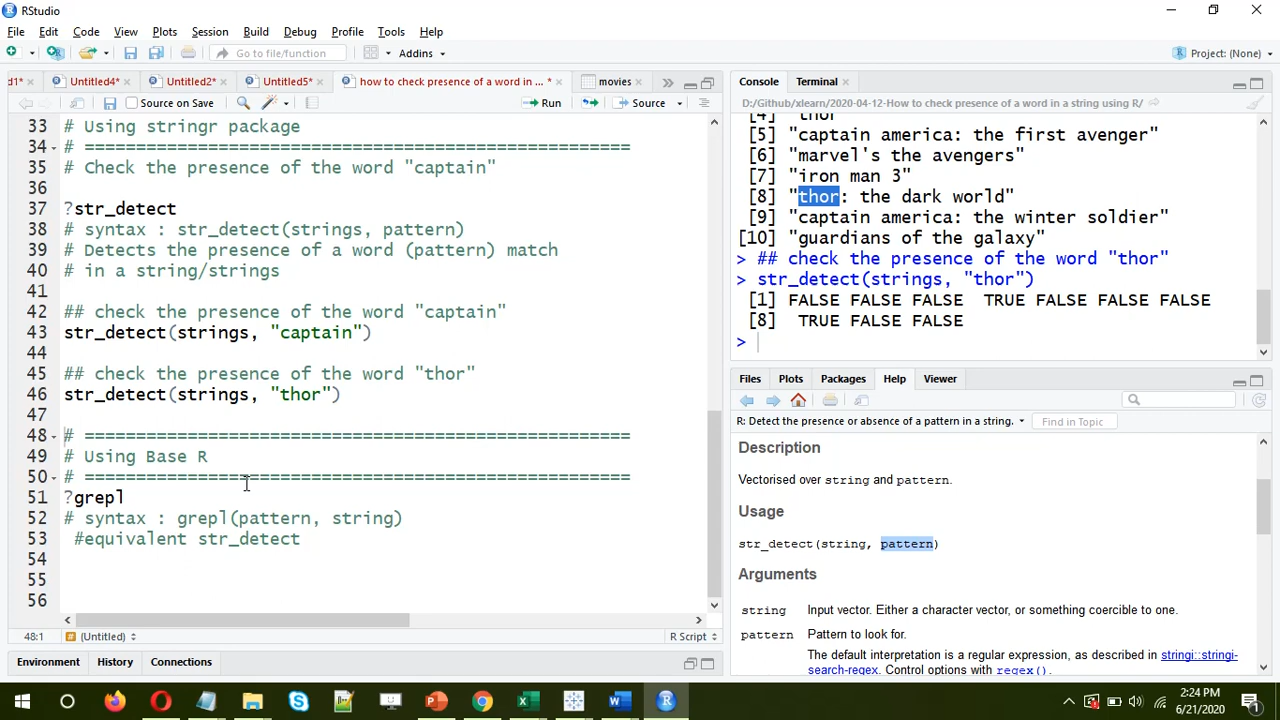 RStudio
File Edit Code View Plots Session Build Debug Profile Tools Help
Go to file/function Addins Project: (None)
d1* Untitled4* Untitled2* Untitled5* how to check presence of a word in ... * movies
Source on Save Run Source
33 # Using stringr package
34 # =====================================================
35 # Check the presence of the word "captain"
36
37 ?str_detect
38 # syntax : str_detect(strings, pattern)
39 # Detects the presence of a word (pattern) match
40 # in a string/strings
41
42 ## check the presence of the word "captain"
43 str_detect(strings, "captain")
44
45 ## check the presence of the word "thor"
46 str_detect(strings, "thor")
47
48 # =====================================================
49 # Using Base R
50 # =====================================================
51 ?grepl
52 # syntax : grepl(pattern, string)
53 #equivalent str_detect
54
55
56
48:1 (Untitled) R Script
Environment History Connections
Console Terminal
D:/Github/xlearn/2020-04-12-How to check presence of a word in a string using R/
[4] "thor"
[5] "captain america: the first avenger"
[6] "marvel's the avengers"
[7] "iron man 3"
[8] "thor: the dark world"
[9] "captain america: the winter soldier"
[10] "guardians of the galaxy"
> ## check the presence of the word "thor"
> str_detect(strings, "thor")
[1] FALSE FALSE FALSE TRUE FALSE FALSE FALSE
[8] TRUE FALSE FALSE
>
Files Plots Packages Help Viewer
R: Detect the presence or absence of a pattern in a string. Find in Topic
Description
Vectorised over string and pattern.
Usage
str_detect(string, pattern)
Arguments
string Input vector. Either a character vector, or something coercible to one.
pattern Pattern to look for.
The default interpretation is a regular expression, as described in stringi::stringi-
search-regex. Control options with regex().
2:24 PM
6/21/2020